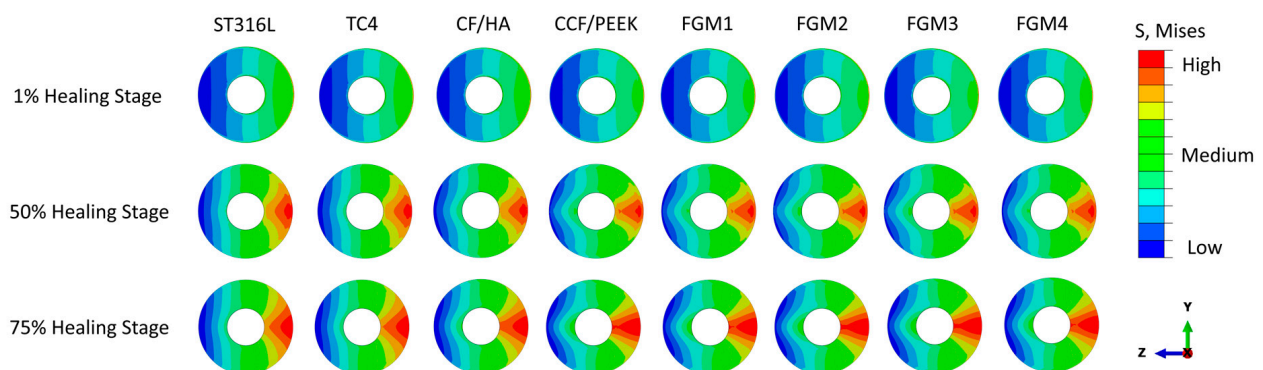 ST316L TC4 CF/HA CCF/PEEK FGM1 FGM2 FGM3 FGM4
S, Mises
High
Medium
Low
1% Healing Stage
50% Healing Stage
75% Healing Stage
Y
Z X